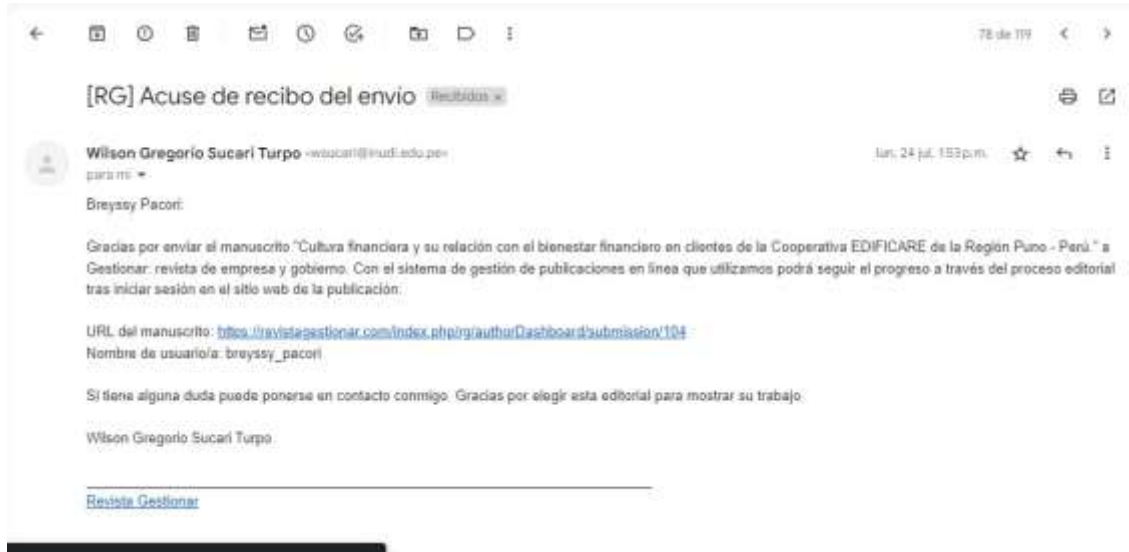 78 de 119
[RG] Acuse de recibo del envío Recibidos x
Wilson Gregorio Sucari Turpo <wsucari@inudi.edu.pe>
lun, 24 jul, 1:53 p.m.
para mí
Breyssy Pacori:
Gracias por enviar el manuscrito "Cultura financiera y su relación con el bienestar financiero en clientes de la Cooperativa EDIFICARE de la Región Puno - Perú." a
Gestionar: revista de empresa y gobierno. Con el sistema de gestión de publicaciones en línea que utilizamos podrá seguir el progreso a través del proceso editorial
tras iniciar sesión en el sitio web de la publicación:
URL del manuscrito: https://revistagestionar.com/index.php/rg/authorDashboard/submission/104
Nombre de usuario/a: breyssy_pacori
Si tiene alguna duda puede ponerse en contacto conmigo. Gracias por elegir esta editorial para mostrar su trabajo.
Wilson Gregorio Sucari Turpo
Revista Gestionar